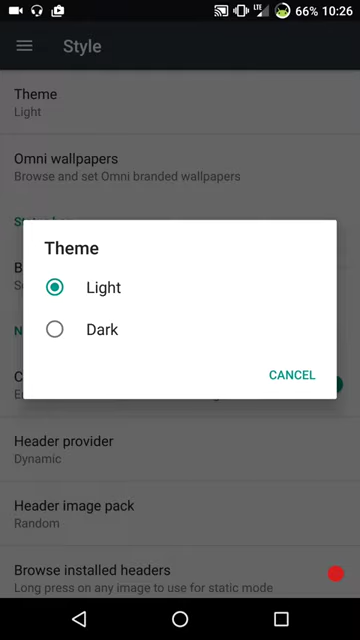 LTE 66% 10:26
Style
Theme
Light
Omni wallpapers
Browse and set Omni branded wallpapers
Theme
Light
Dark
CANCEL
Header provider
Dynamic
Header image pack
Random
Browse installed headers
Long press on any image to use for static mode